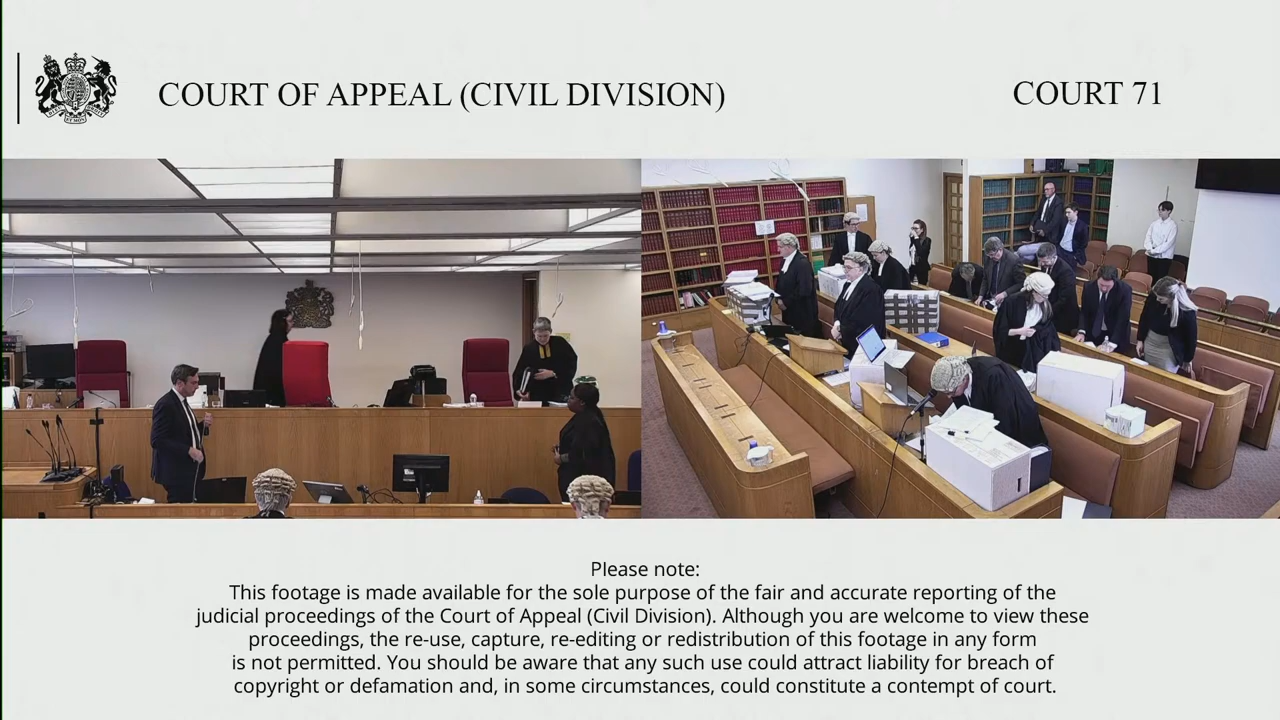 COURT OF APPEAL (CIVIL DIVISION)
COURT 71
Please note:
This footage is made available for the sole purpose of the fair and accurate reporting of the
judicial proceedings of the Court of Appeal (Civil Division). Although you are welcome to view these
proceedings, the re-use, capture, re-editing or redistribution of this footage in any form
is not permitted. You should be aware that any such use could attract liability for breach of
copyright or defamation and, in some circumstances, could constitute a contempt of court.